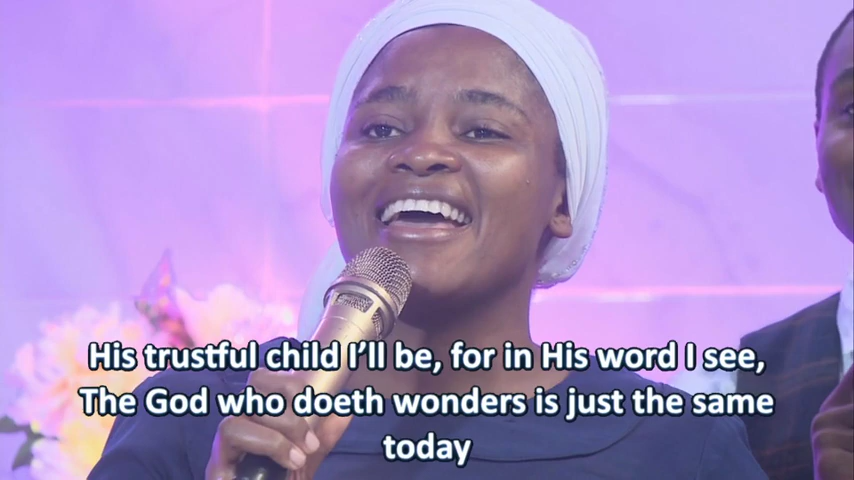 His trustful child I’ll be, for in His word I see,
The God who doeth wonders is just the same
today